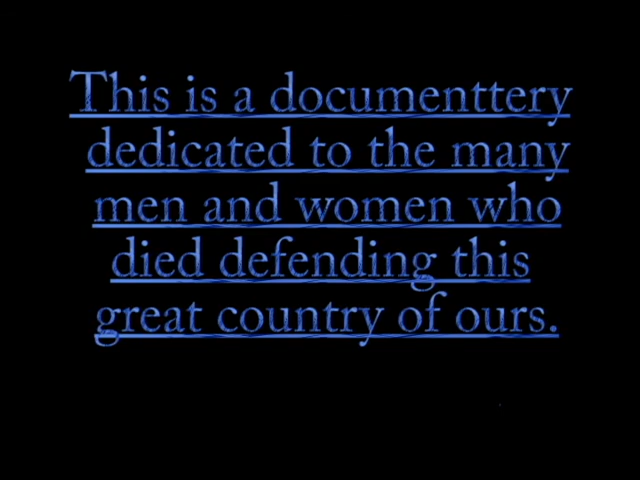 This is a documenttery
dedicated to the many
men and women who
died defending this
great country of ours.